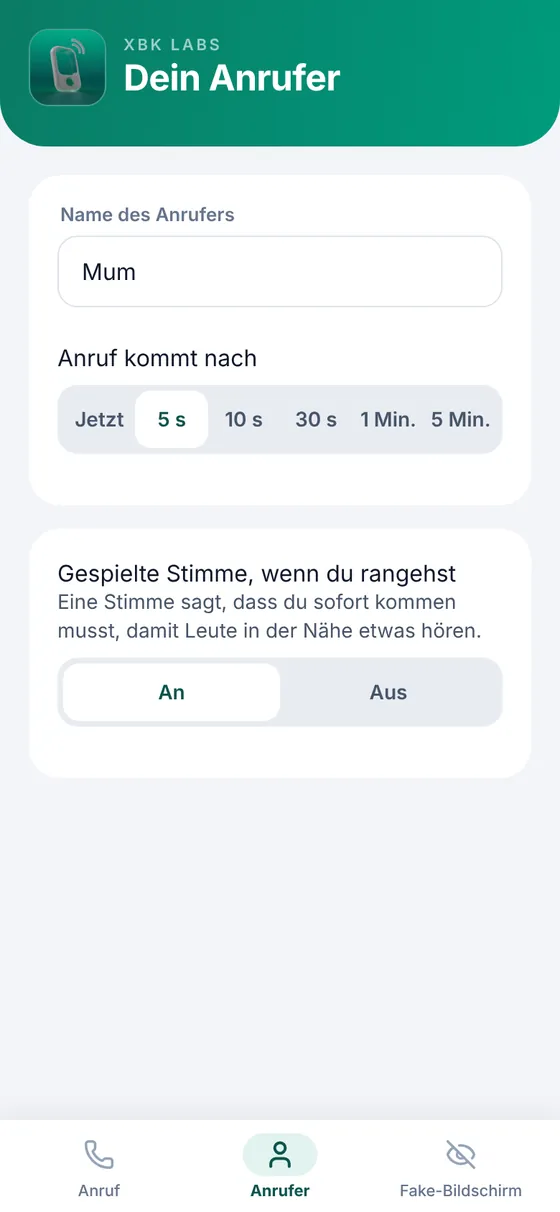 XBK LABS
Dein Anrufer
Name des Anrufers
Mum
Anruf kommt nach
Jetzt 5 s 10 s 30 s 1 Min. 5 Min.
Gespielte Stimme, wenn du rangehst
Eine Stimme sagt, dass du sofort kommen
musst, damit Leute in der Nähe etwas hören.
An Aus
Anruf Anrufer Fake-Bildschirm